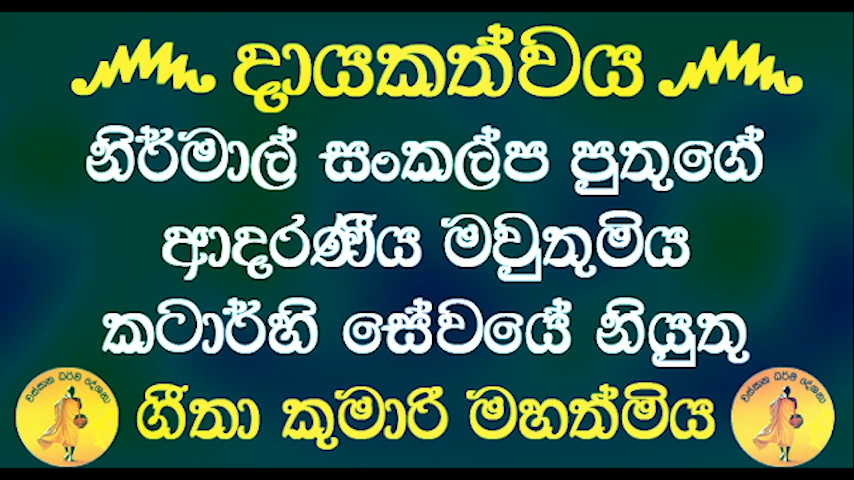 දායකත්වය
නිර්මාල් සංකල්ප පුතුගේ
ආදරණීය මව්තුමිය
කටාර්හි සේවයේ නියුතු
ගීතා කුමාරි මහත්මිය